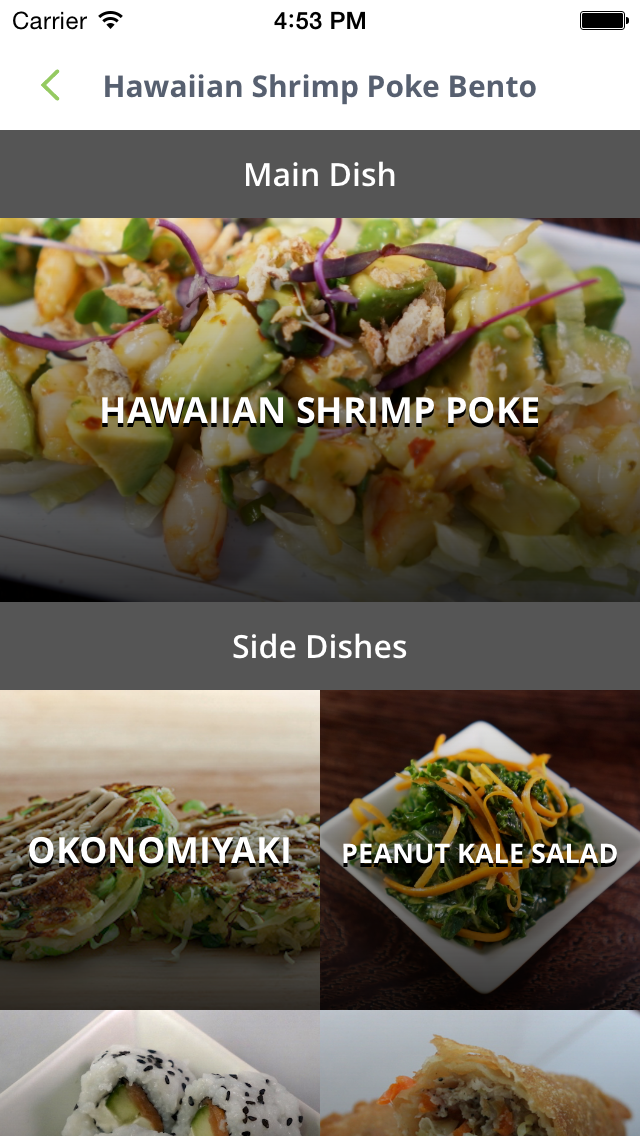 Carrier 4:53 PM
Hawaiian Shrimp Poke Bento
Main Dish
HAWAIIAN SHRIMP POKE
Side Dishes
OKONOMIYAKI
PEANUT KALE SALAD